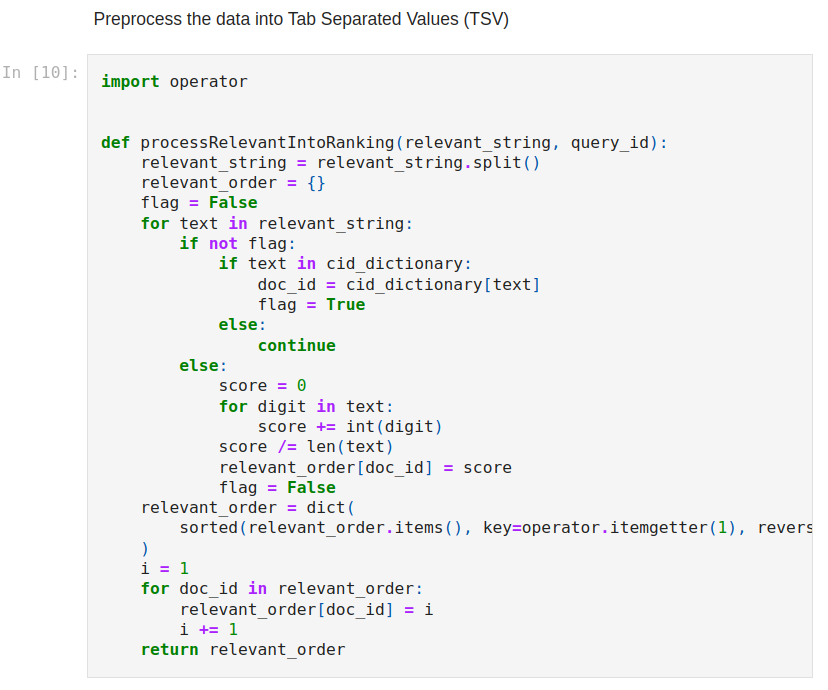 Preprocess the data into Tab Separated Values (TSV)
In [10]:
import operator
def processRelevantIntoRanking(relevant_string, query_id):
    relevant_string = relevant_string.split()
    relevant_order = {}
    flag = False
    for text in relevant_string:
        if not flag:
            if text in cid_dictionary:
                doc_id = cid_dictionary[text]
                flag = True
            else:
                continue
        else:
            score = 0
            for digit in text:
                score += int(digit)
            score /= len(text)
            relevant_order[doc_id] = score
            flag = False
    relevant_order = dict(
        sorted(relevant_order.items(), key=operator.itemgetter(1), revers
    )
    i = 1
    for doc_id in relevant_order:
        relevant_order[doc_id] = i
        i += 1
    return relevant_order